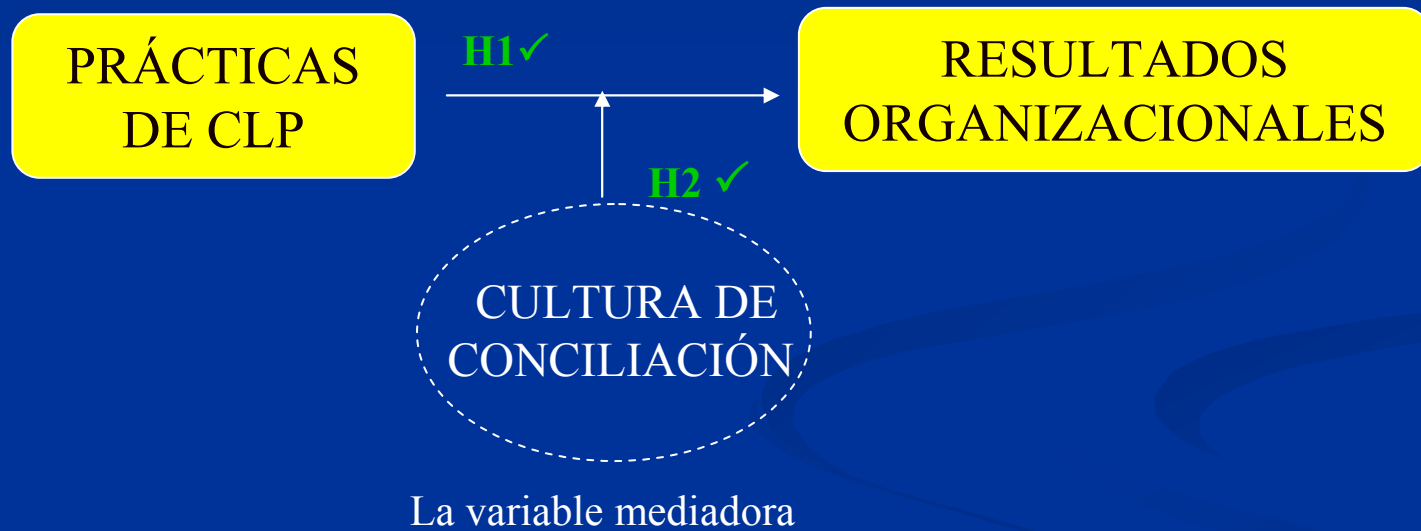 PRÁCTICAS
DE CLP
H1✓
RESULTADOS
ORGANIZACIONALES
H2 ✓
CULTURA DE
CONCILIACIÓN
La variable mediadora